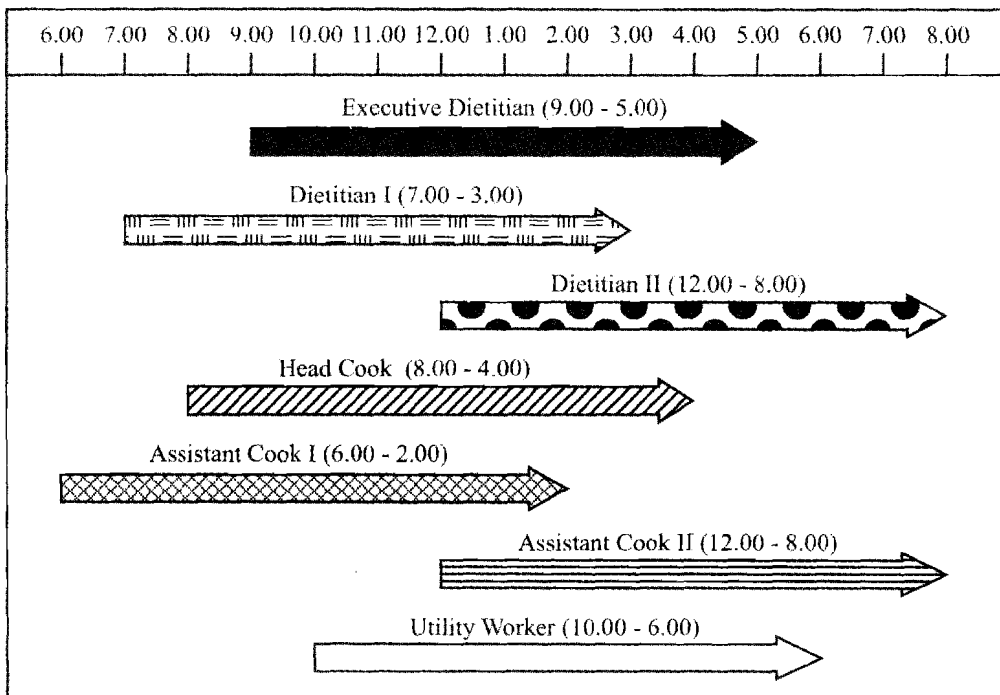 6.00 7.00 8.00 9.00 10.00 11.00 12.00 1.00 2.00 3.00 4.00 5.00 6.00 7.00 8.00
Executive Dietitian (9.00 - 5.00)
Dietitian I (7.00 - 3.00)
Dietitian II (12.00 - 8.00)
Head Cook (8.00 - 4.00)
Assistant Cook I (6.00 - 2.00)
Assistant Cook II (12.00 - 8.00)
Utility Worker (10.00 - 6.00)